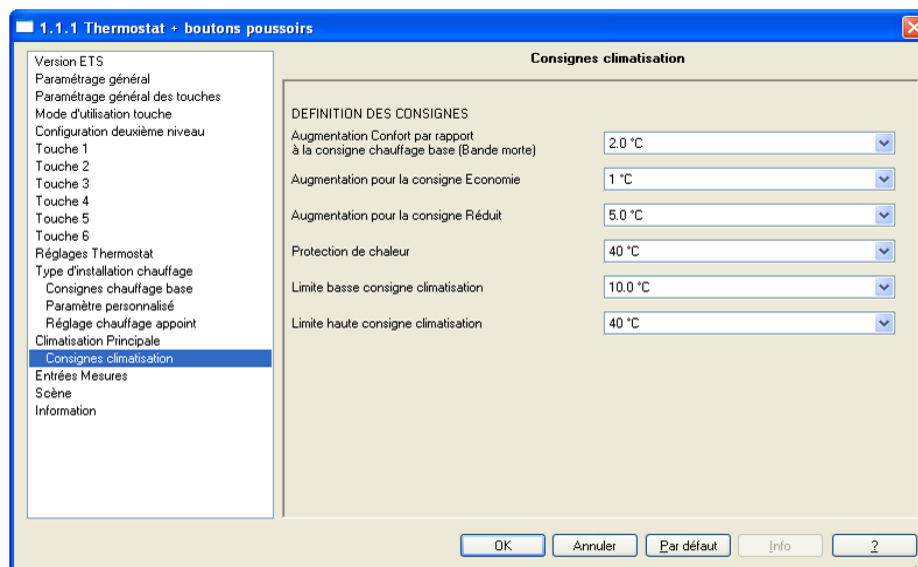 1.1.1 Thermostat + boutons poussoirs
Version ETS
Paramétrage général
Paramétrage général des touches
Mode d'utilisation touche
Configuration deuxième niveau
Touche 1
Touche 2
Touche 3
Touche 4
Touche 5
Touche 6
Réglages Thermostat
Type d'installation chauffage
Consignes chauffage base
Paramètre personnalisé
Réglage chauffage appoint
Climatisation Principale
Consignes climatisation
Entrées Mesures
Scène
Information
Consignes climatisation
DEFINITION DES CONSIGNES
Augmentation Confort par rapport
à la consigne chauffage base (Bande morte)
2.0 °C
Augmentation pour la consigne Economie
1 °C
Augmentation pour la consigne Réduit
5.0 °C
Protection de chaleur
40 °C
Limite basse consigne climatisation
10.0 °C
Limite haute consigne climatisation
40 °C
OK
Annuler
Par défaut
Info
?